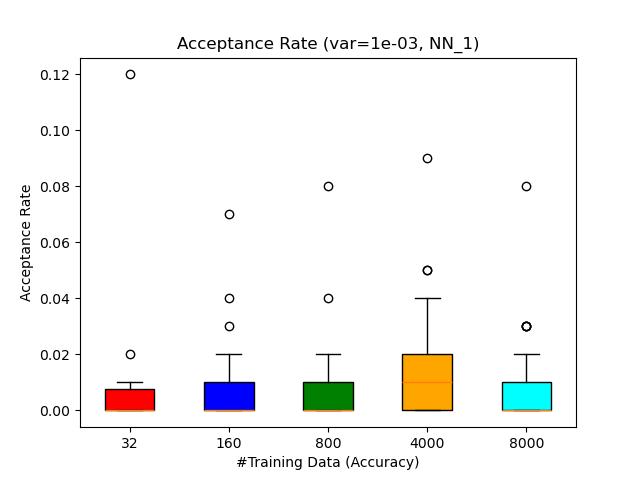 Acceptance Rate (var=1e-03, NN_1)
0.12
0.10
0.08
0.06
0.04
0.02
0.00
Acceptance Rate
32 160 800 4000 8000
#Training Data (Accuracy)